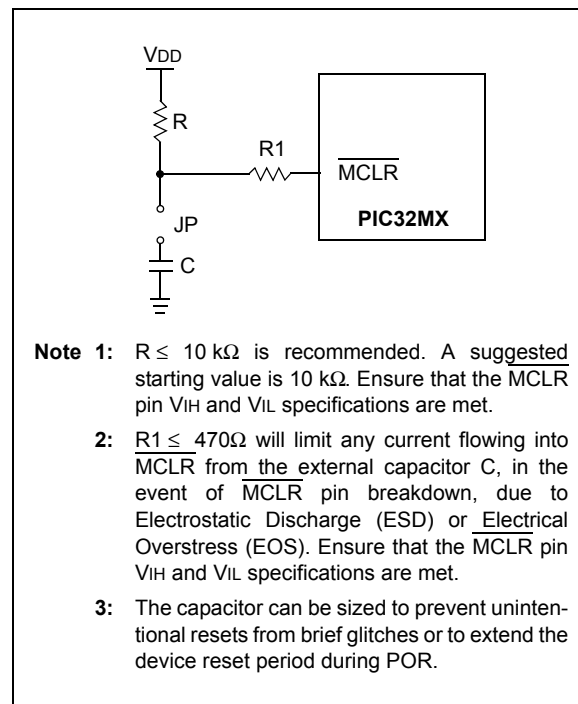 VDD
R
R1
MCLR
JP
PIC32MX
C
Note 1: R ≤ 10 kΩ is recommended. A suggested
starting value is 10 kΩ. Ensure that the MCLR
pin VIH and VIL specifications are met.
2: R1 ≤ 470Ω will limit any current flowing into
MCLR from the external capacitor C, in the
event of MCLR pin breakdown, due to
Electrostatic Discharge (ESD) or Electrical
Overstress (EOS). Ensure that the MCLR pin
VIH and VIL specifications are met.
3: The capacitor can be sized to prevent uninten-
tional resets from brief glitches or to extend the
device reset period during POR.